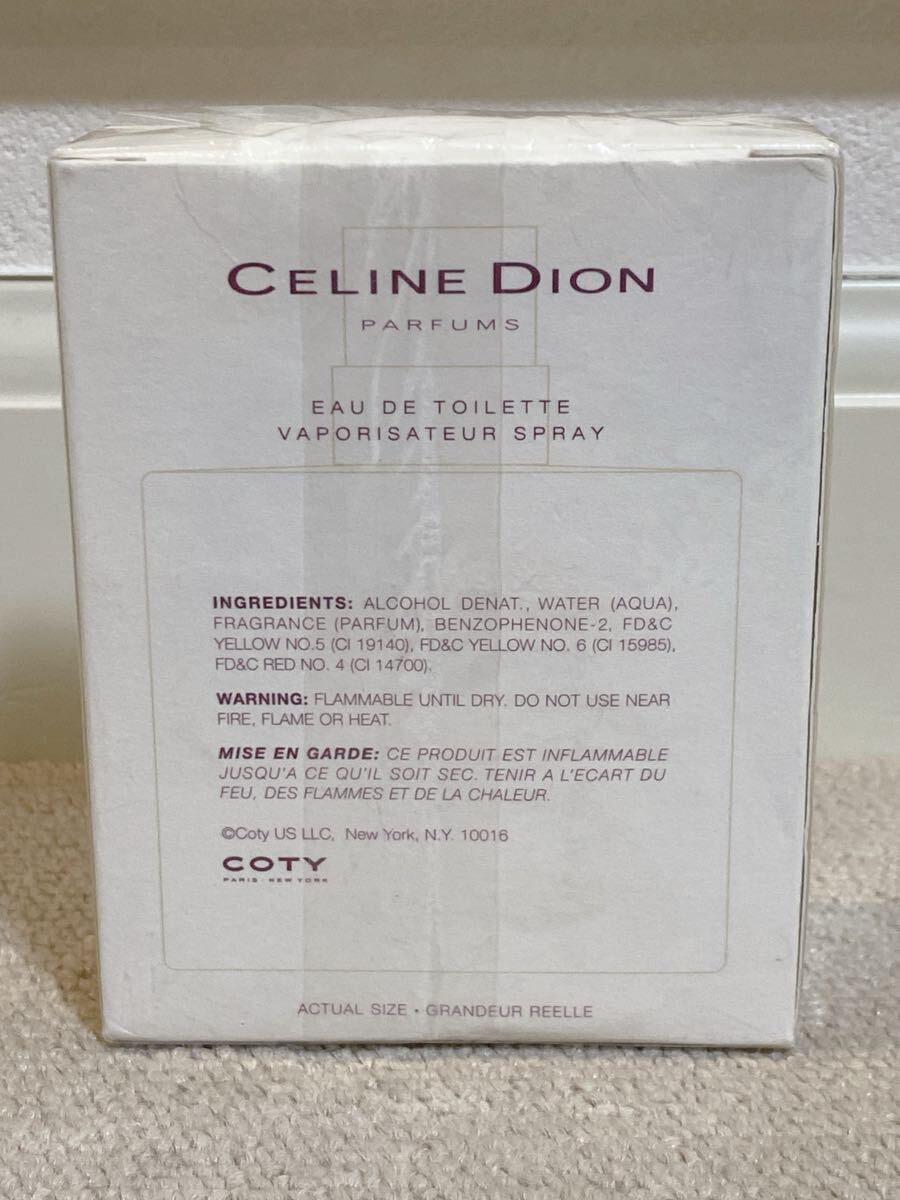 CELINE DION
PARFUMS
EAU DE TOILETTE
VAPORISATEUR SPRAY
INGREDIENTS: ALCOHOL DENAT., WATER (AQUA),
FRAGRANCE (PARFUM), BENZOPHENONE-2, FD&C
YELLOW NO.5 (CI 19140), FD&C YELLOW NO. 6 (CI 15985),
FD&C RED NO. 4 (CI 14700).
WARNING: FLAMMABLE UNTIL DRY. DO NOT USE NEAR
FIRE, FLAME OR HEAT.
MISE EN GARDE: CE PRODUIT EST INFLAMMABLE
JUSQU'A CE QU'IL SOIT SEC. TENIR A L'ECART DU
FEU, DES FLAMMES ET DE LA CHALEUR.
©Coty US LLC, New York, N.Y. 10016
COTY
PARIS · NEW YORK
ACTUAL SIZE • GRANDEUR REELLE